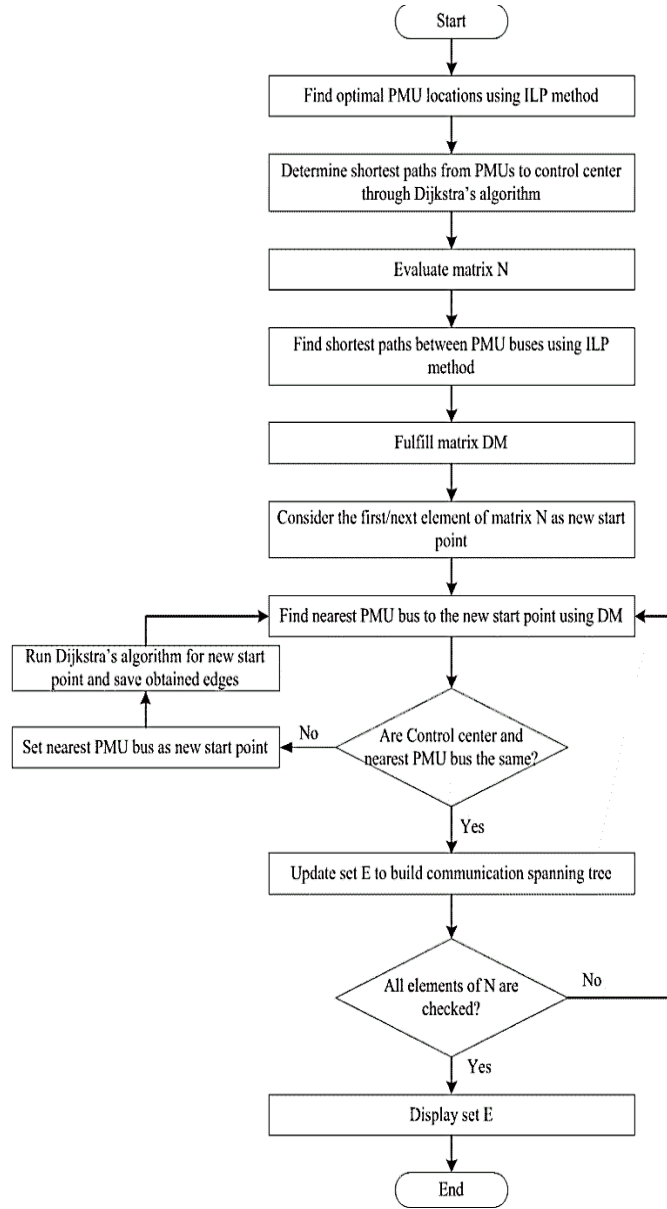 Start
Find optimal PMU locations using ILP method
Determine shortest paths from PMUs to control center
through Dijkstra's algorithm
Evaluate matrix N
Find shortest paths between PMU buses using ILP
method
Fulfill matrix DM
Consider the first/next element of matrix N as new start
point
Find nearest PMU bus to the new start point using DM
Run Dijkstra's algorithm for new start
point and save obtained edges
Set nearest PMU bus as new start point
No
Are Control center and
nearest PMU bus the same?
Yes
Update set E to build communication spanning tree
All elements of N are
checked?
No
Yes
Display set E
End